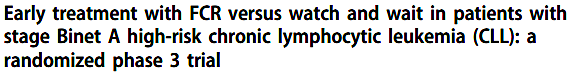 Early treatment with FCR versus watch and wait in patients with
stage Binet A high-risk chronic lymphocytic leukemia (CLL): a
randomized phase 3 trial